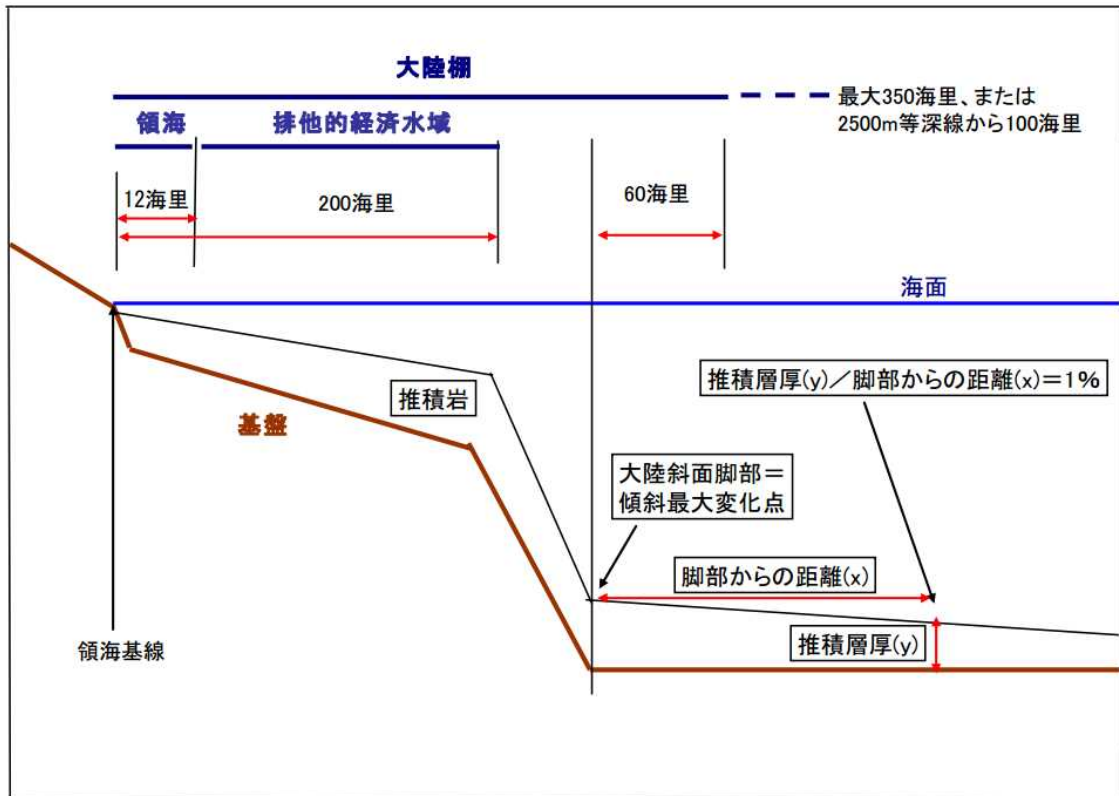 大陸棚
最大350海里、または
2500m等深線から100海里
領海
排他的経済水域
12海里
200海里
60海里
海面
推積層厚(y)／脚部からの距離(x)＝1%
推積岩
基盤
大陸斜面脚部＝
傾斜最大変化点
脚部からの距離(x)
推積層厚(y)
領海基線